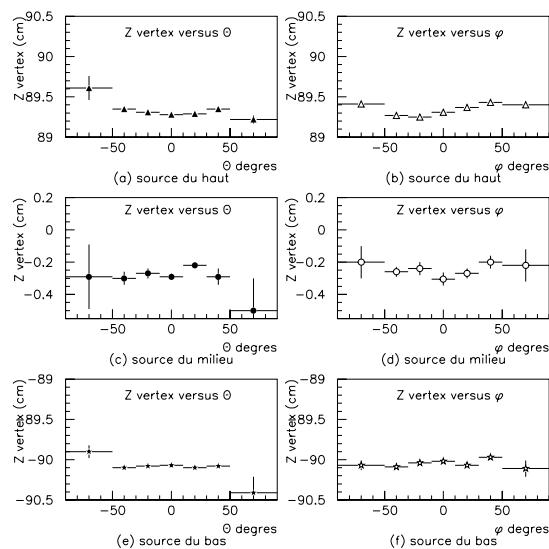 90.5
90
89.5
89
Z vertex (cm)
Z vertex versus Θ
−50 0 50
Θ degres
(a) source du haut
90.5
90
89.5
89
Z vertex (cm)
Z vertex versus φ
−50 0 50
φ degres
(b) source du haut
0.2
0
−0.2
−0.4
Z vertex (cm)
Z vertex versus Θ
−50 0 50
Θ degres
(c) source du milieu
0.2
0
−0.2
−0.4
Z vertex (cm)
Z vertex versus φ
−50 0 50
φ degres
(d) source du milieu
−89
−89.5
−90
−90.5
Z vertex (cm)
Z vertex versus Θ
−50 0 50
Θ degres
(e) source du bas
−89
−89.5
−90
−90.5
Z vertex (cm)
Z vertex versus φ
−50 0 50
φ degres
(f) source du bas